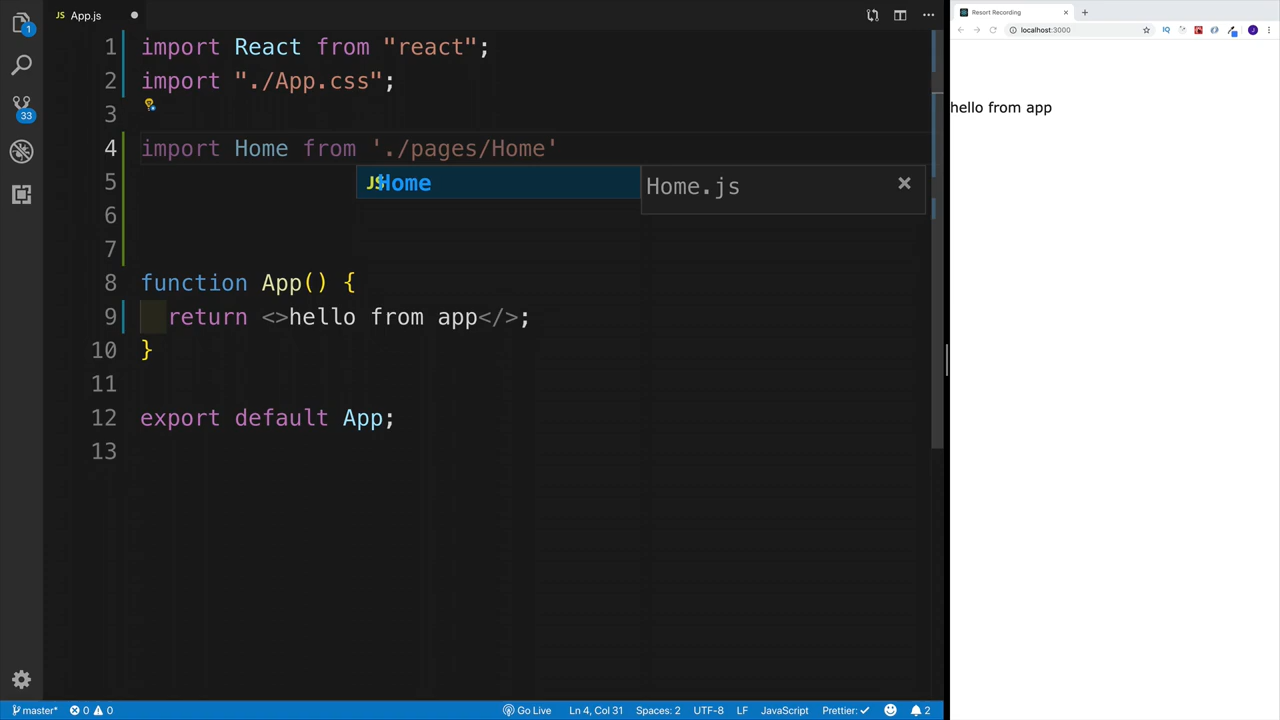 JS App.js
1 import React from "react";
2 import "./App.css";
3
4 import Home from './pages/Home'
JS Home Home.js
5
6
7
8 function App() {
9 return <>hello from app</>;
10 }
11
12 export default App;
13
1
33
master* 0 0 Go Live Ln 4, Col 31 Spaces: 2 UTF-8 LF JavaScript Prettier: ✓ 2
Resort Recording
localhost:3000 IQ J
hello from app